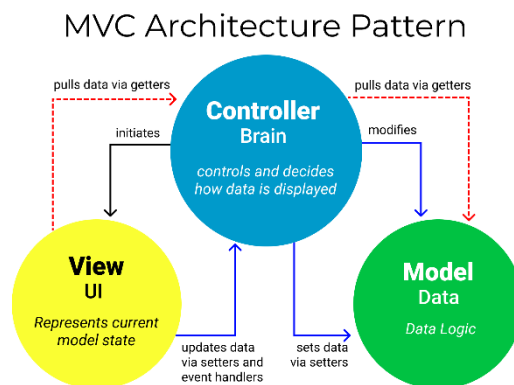 MVC Architecture Pattern
pulls data via getters
pulls data via getters
Controller
Brain
controls and decides
how data is displayed
initiates
modifies
View
UI
Represents current
model state
Model
Data
Data Logic
updates data
via setters and
event handlers
sets data
via setters